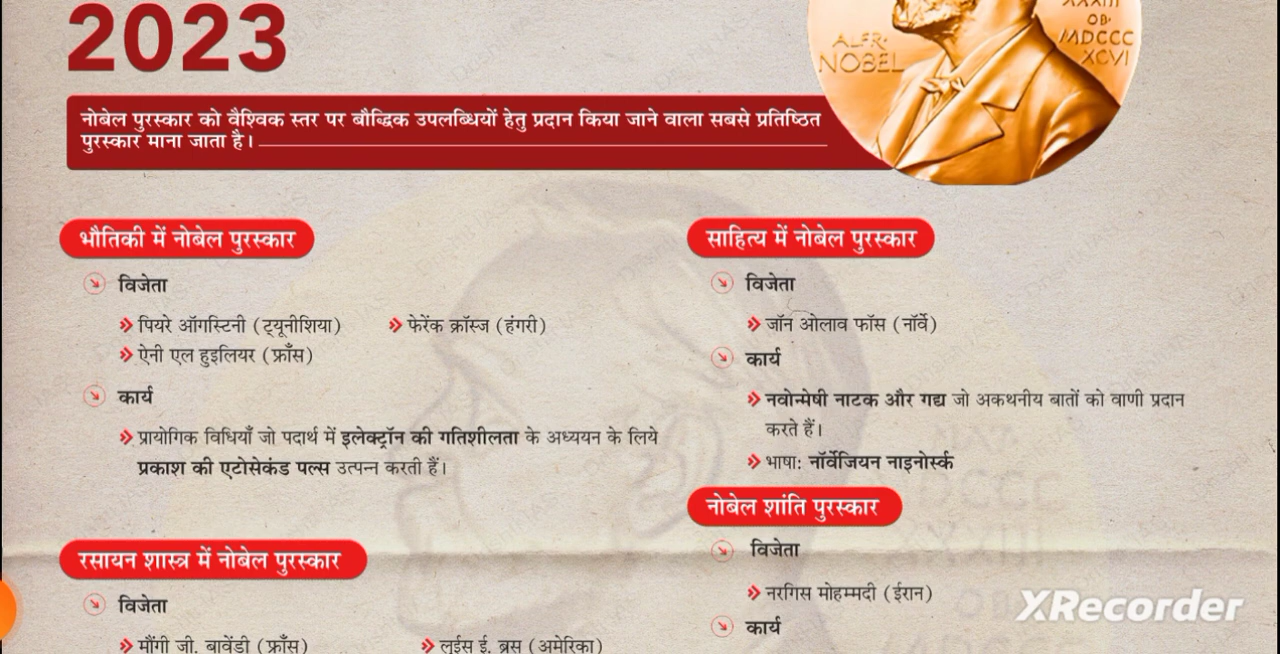 2023
ALFR·
NOBEL
XXXIII
OB·
MDCCC
XCVI
नोबेल पुरस्कार को वैश्विक स्तर पर बौद्धिक उपलब्धियों हेतु प्रदान किया जाने वाला सबसे प्रतिष्ठित
पुरस्कार माना जाता है।
भौतिकी में नोबेल पुरस्कार
विजेता
पियरे ऑगस्टिनी (ट्यूनीशिया)
फेरेंक क्रॉस्ज (हंगरी)
ऐनी एल हुइलियर (फ्राँस)
कार्य
प्रायोगिक विधियाँ जो पदार्थ में इलेक्ट्रॉन की गतिशीलता के अध्ययन के लिये
प्रकाश की एटोसेकंड पल्स उत्पन्न करती हैं।
रसायन शास्त्र में नोबेल पुरस्कार
विजेता
मौंगी जी. बावेंडी (फ्राँस)
लुईस ई. ब्रूस (अमेरिका)
साहित्य में नोबेल पुरस्कार
विजेता
जॉन ओलाव फॉस (नॉर्वे)
कार्य
नवोन्मेषी नाटक और गद्य जो अकथनीय बातों को वाणी प्रदान
करते हैं।
भाषा: नॉर्वेजियन नाइनोर्स्क
नोबेल शांति पुरस्कार
विजेता
नरगिस मोहम्मदी (ईरान)
कार्य
XRecorder